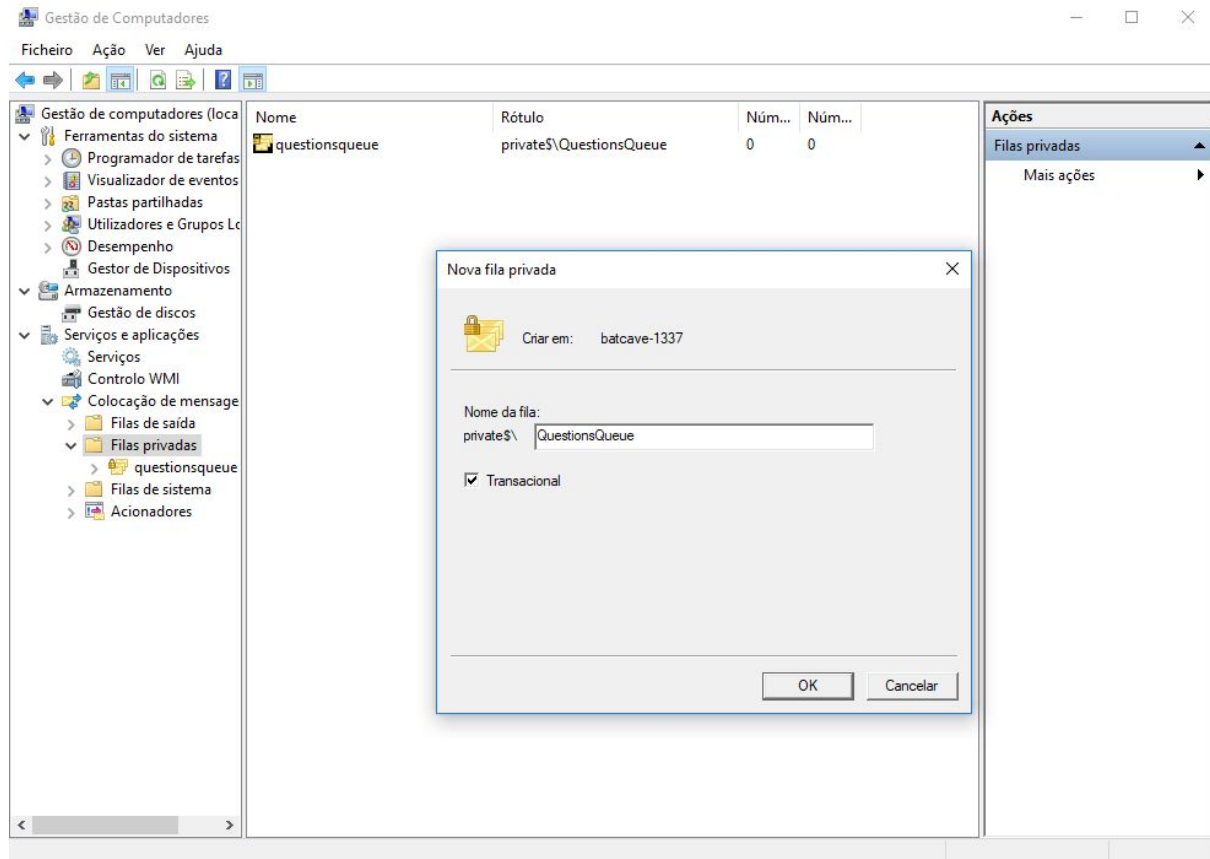 Gestão de Computadores
Ficheiro Ação Ver Ajuda
Gestão de computadores (loca
Ferramentas do sistema
Programador de tarefas
Visualizador de eventos
Pastas partilhadas
Utilizadores e Grupos Lo
Desempenho
Gestor de Dispositivos
Armazenamento
Gestão de discos
Serviços e aplicações
Serviços
Controlo WMI
Colocação de mensage
Filas de saída
Filas privadas
questionsqueue
Filas de sistema
Acionadores
Nome Rótulo Núm... Núm...
questionsqueue private$\QuestionsQueue 0 0
Nova fila privada
Criar em: batcave-1337
Nome da fila:
private$\ QuestionsQueue
Transacional
OK Cancelar
Ações
Filas privadas
Mais ações